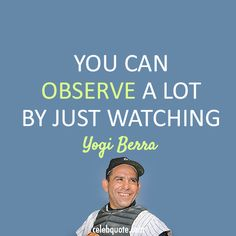 YOU CAN
OBSERVE A LOT
BY JUST WATCHING
Yogi Berra
celebquote.com